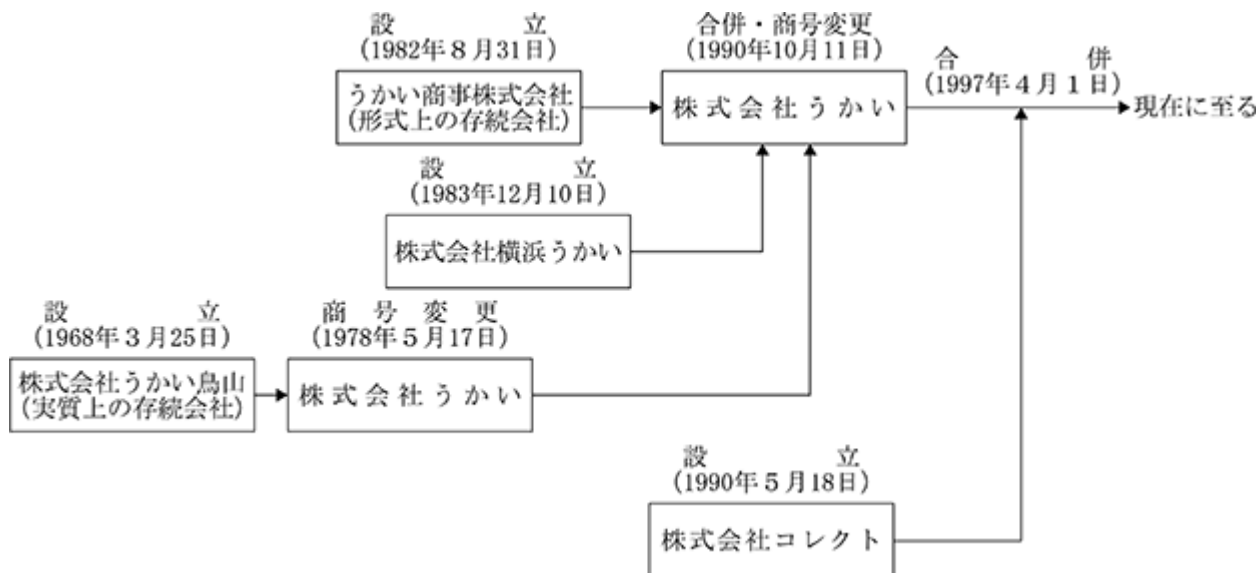 設立
(1982年８月31日)
うかい商事株式会社
(形式上の存続会社)
合併・商号変更
(1990年10月11日)
株式会社うかい
合併
(1997年４月１日)
現在に至る
設立
(1983年12月10日)
株式会社横浜うかい
設立
(1968年３月25日)
株式会社うかい鳥山
(実質上の存続会社)
商号変更
(1978年５月17日)
株式会社うかい
設立
(1990年５月18日)
株式会社コレクト